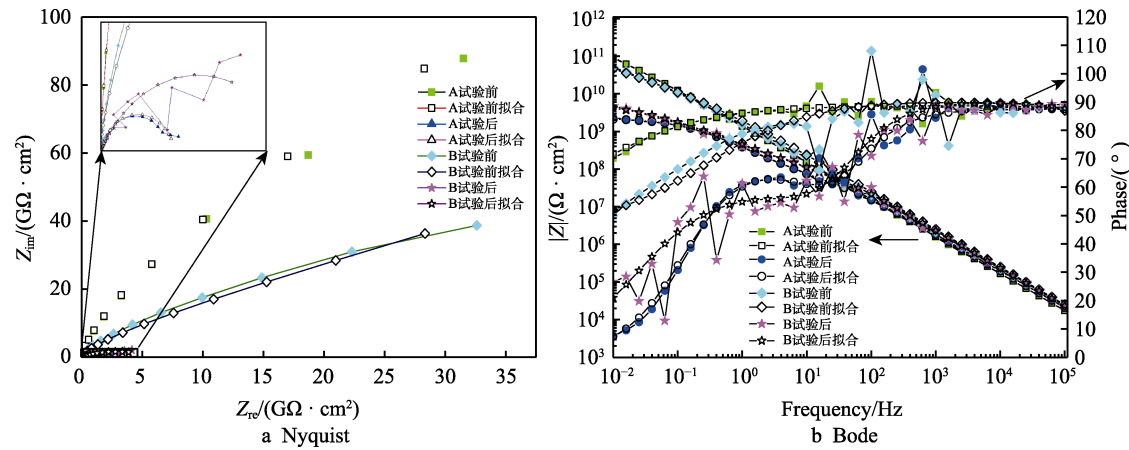 100
80
60
40
20
0
Zim/(GΩ · cm²)
0 5 10 15 20 25 30 35
Zre/(GΩ · cm²)
A试验前
A试验前拟合
A试验后
A试验后拟合
B试验前
B试验前拟合
B试验后
B试验后拟合
a Nyquist
10¹²
10¹¹
10¹⁰
10⁹
10⁸
10⁷
10⁶
10⁵
10⁴
10³
|Z|/(Ω · cm²)
A试验前
A试验前拟合
A试验后
A试验后拟合
B试验前
B试验前拟合
B试验后
B试验后拟合
120
110
100
90
80
70
60
50
40
30
20
10
0
Phase/(°)
10⁻² 10⁻¹ 10⁰ 10¹ 10² 10³ 10⁴ 10⁵
Frequency/Hz
b Bode